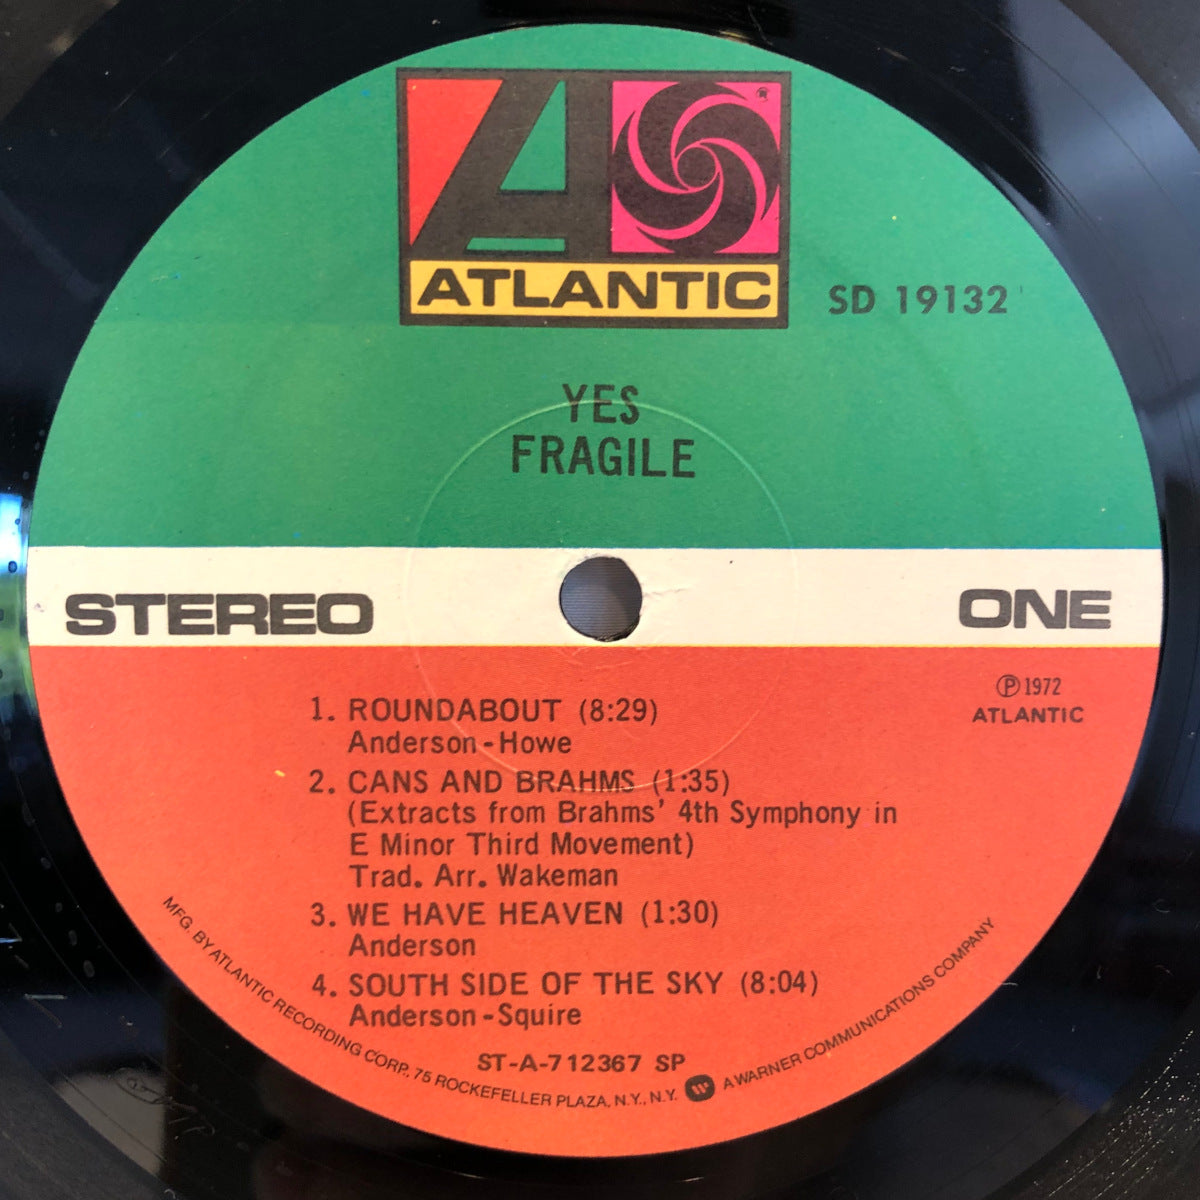 ATLANTIC
SD 19132
YES
FRAGILE
STEREO
ONE
Ⓟ 1972
ATLANTIC
1. ROUNDABOUT (8:29)
Anderson-Howe
2. CANS AND BRAHMS (1:35)
(Extracts from Brahms' 4th Symphony in
E Minor Third Movement)
Trad. Arr. Wakeman
3. WE HAVE HEAVEN (1:30)
Anderson
4. SOUTH SIDE OF THE SKY (8:04)
Anderson-Squire
ST-A-712367 SP
MFG. BY ATLANTIC RECORDING CORP., 75 ROCKEFELLER PLAZA, N.Y., N.Y. W A WARNER COMMUNICATIONS COMPANY